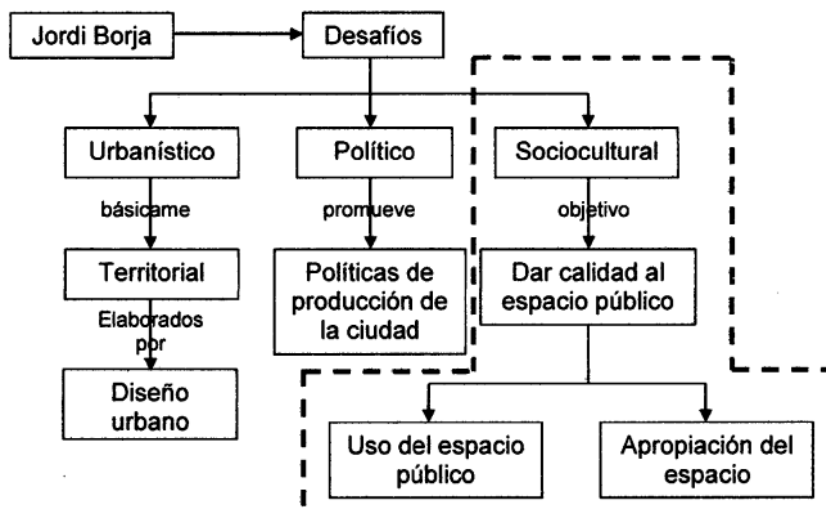 Jordi Borja
Desafíos
Urbanístico
Político
Sociocultural
básicame
promueve
objetivo
Territorial
Políticas de
producción de
la ciudad
Dar calidad al
espacio público
Elaborados
por
Diseño
urbano
Uso del espacio
público
Apropiación del
espacio